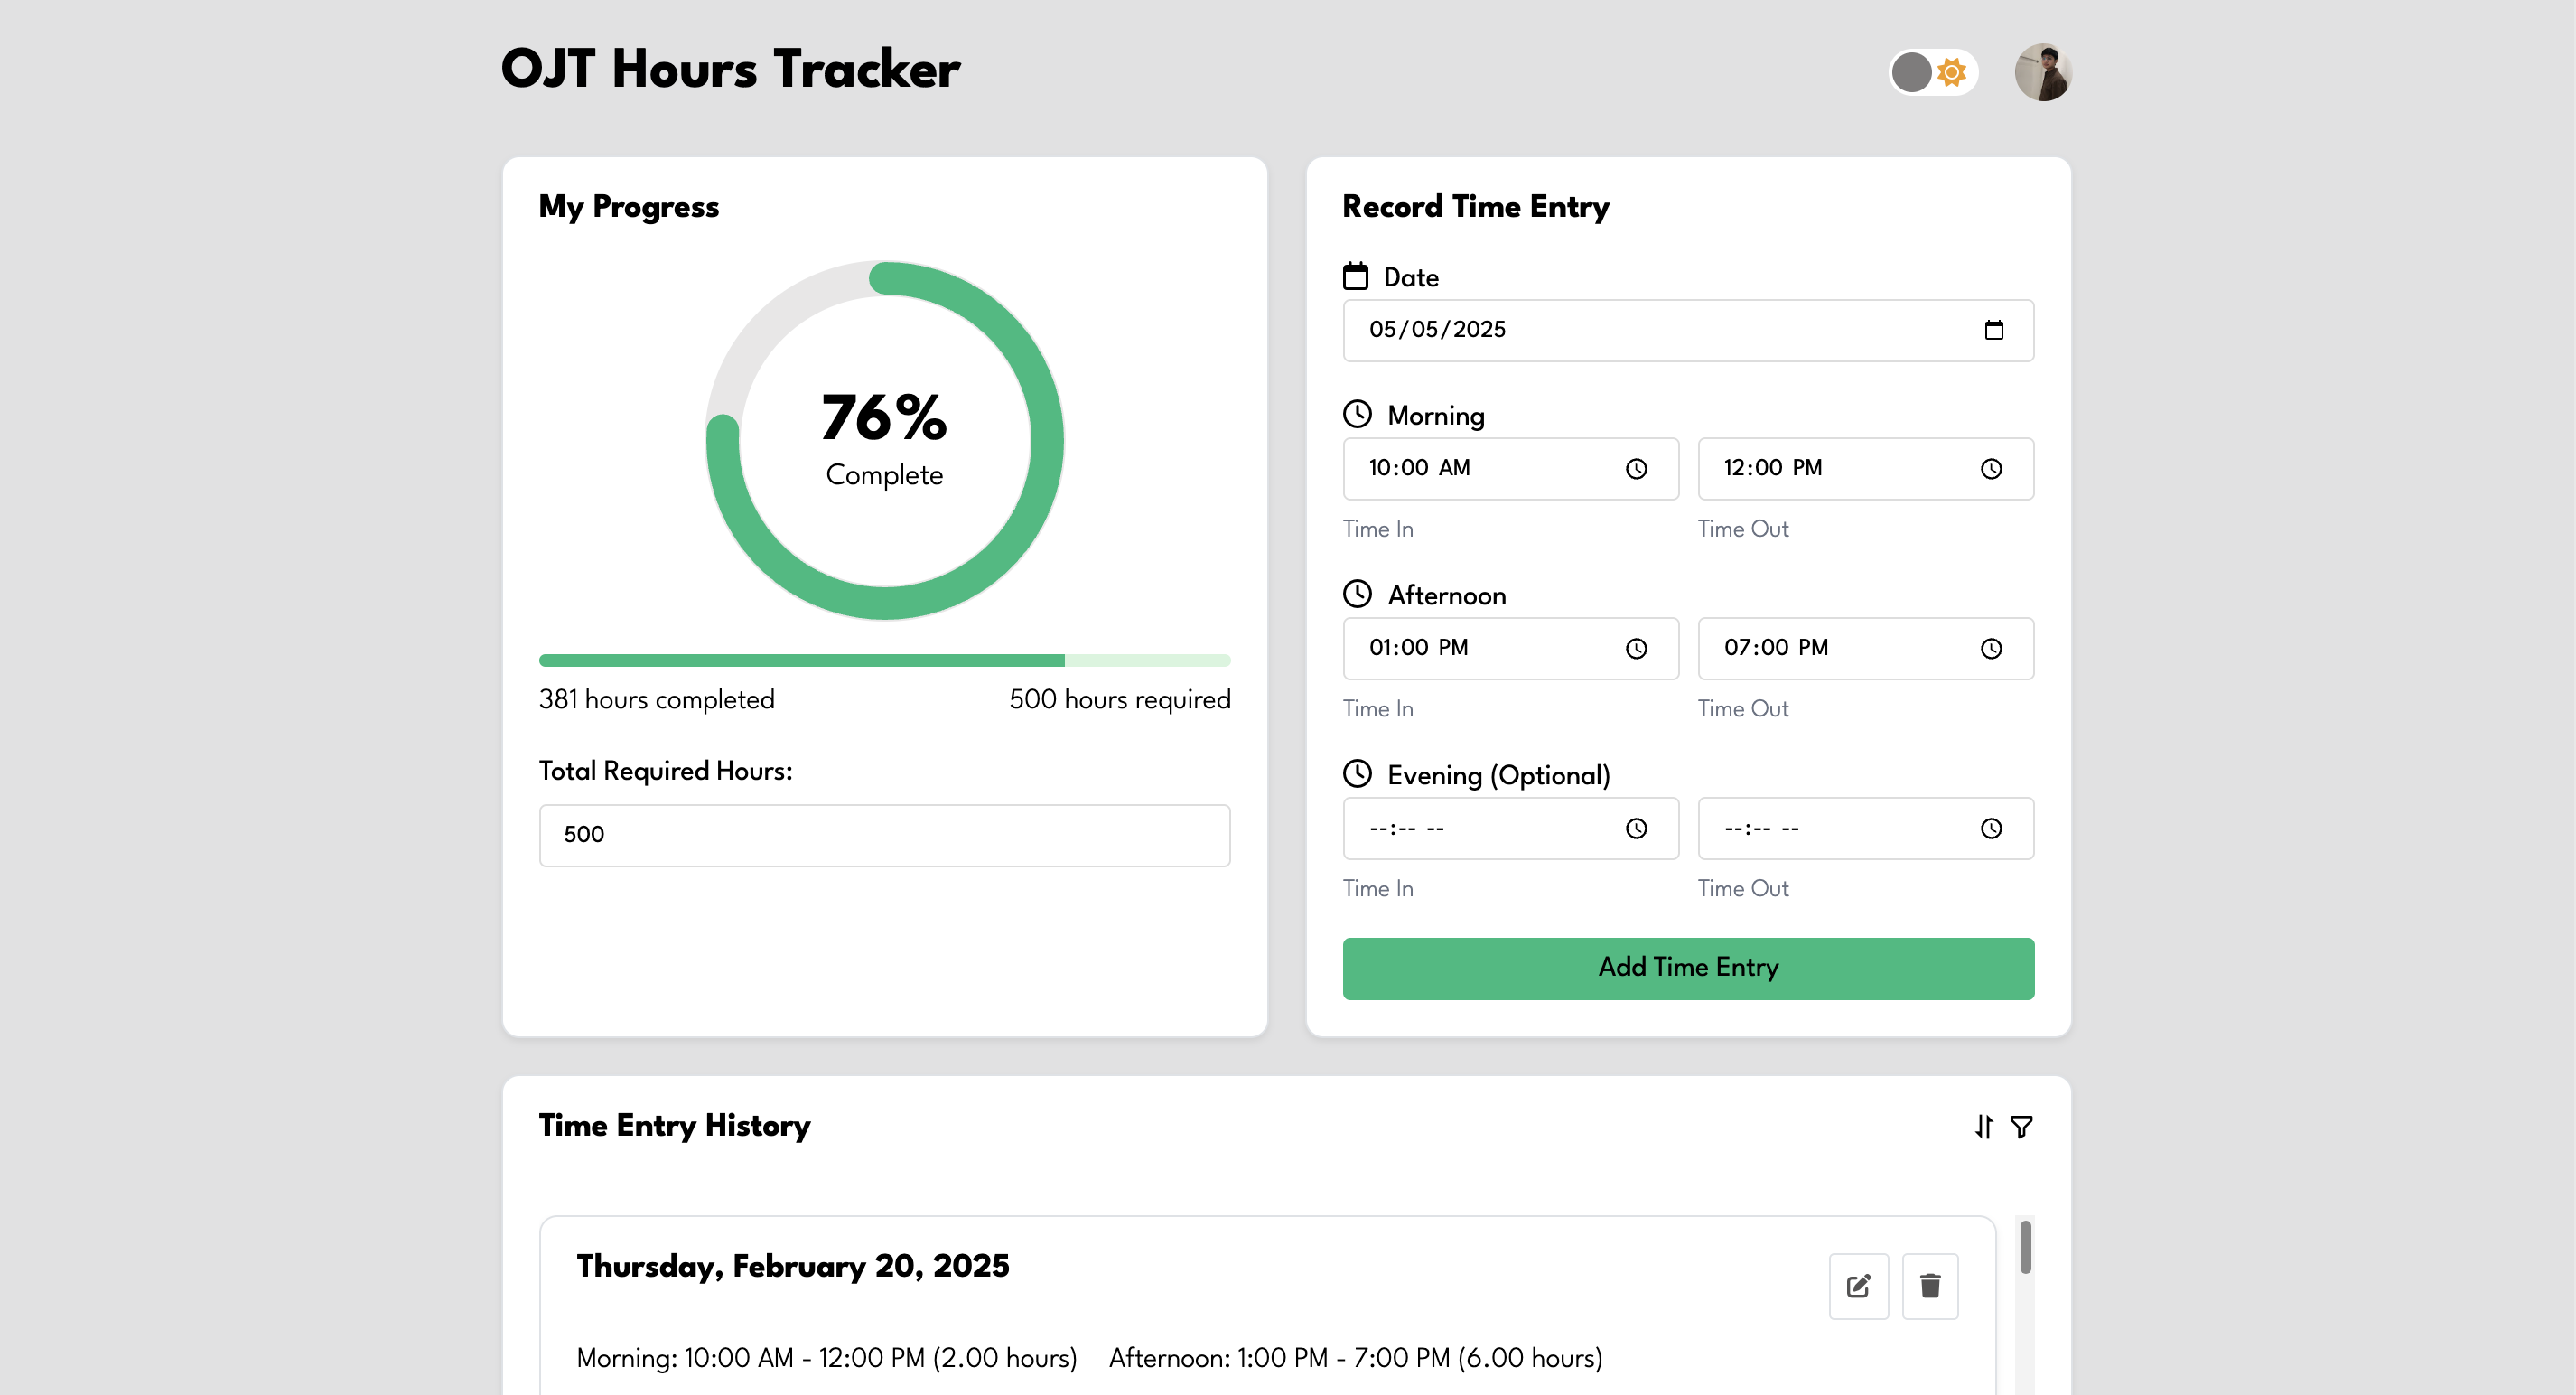 OJT Hours Tracker
My Progress
76%
Complete
381 hours completed
500 hours required
Total Required Hours:
500
Record Time Entry
Date
05/05/2025
Morning
10:00 AM
12:00 PM
Time In
Time Out
Afternoon
01:00 PM
07:00 PM
Time In
Time Out
Evening (Optional)
--:-- --
--:-- --
Time In
Time Out
Add Time Entry
Time Entry History
Thursday, February 20, 2025
Morning: 10:00 AM - 12:00 PM (2.00 hours)
Afternoon: 1:00 PM - 7:00 PM (6.00 hours)